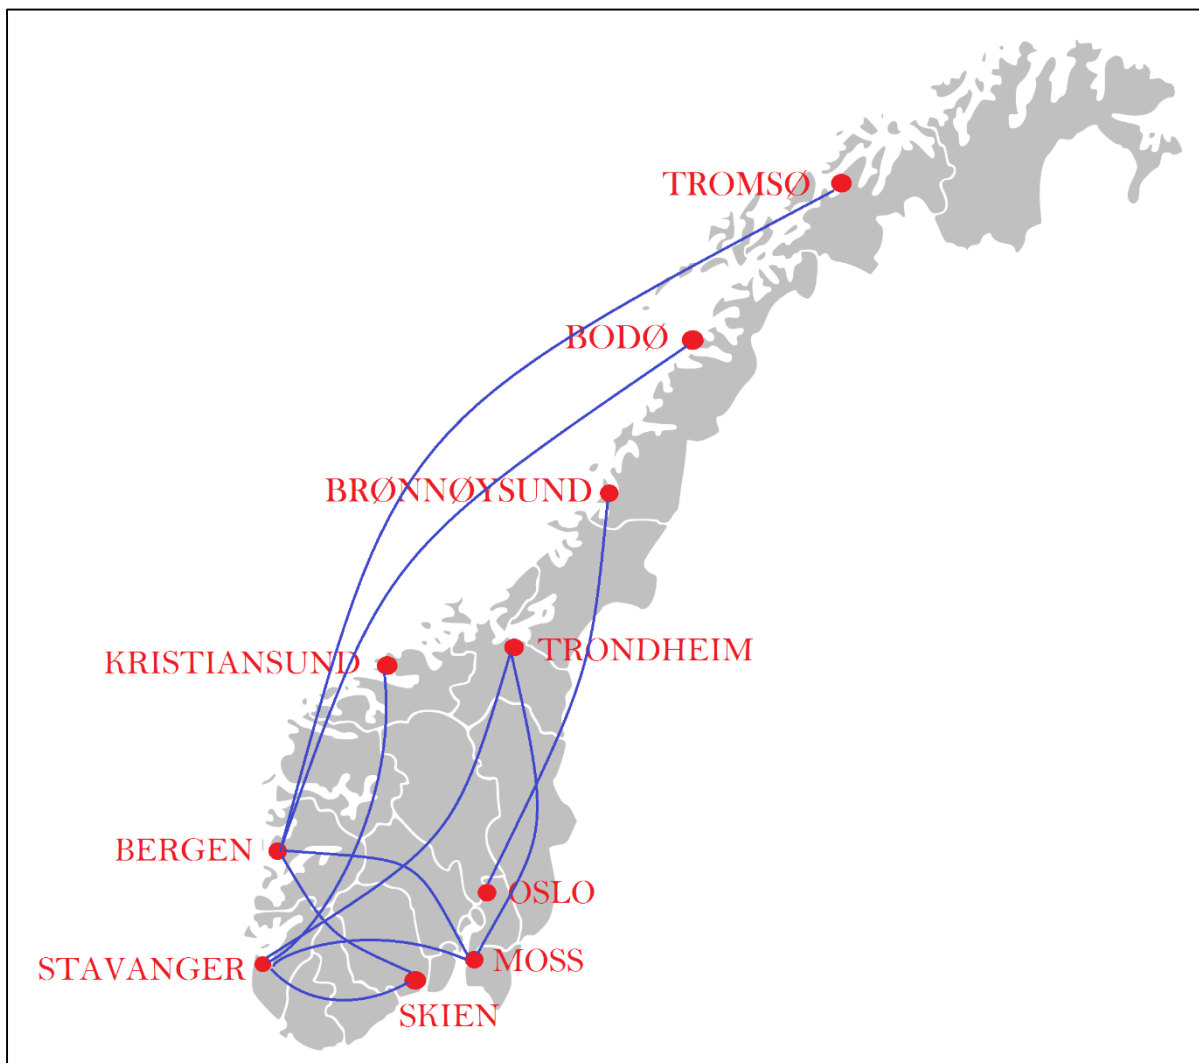 TROMSØ
BODØ
BRØNNØYSUND
TRONDHEIM
KRISTIANSUND
BERGEN
OSLO
MOSS
STAVANGER
SKIEN